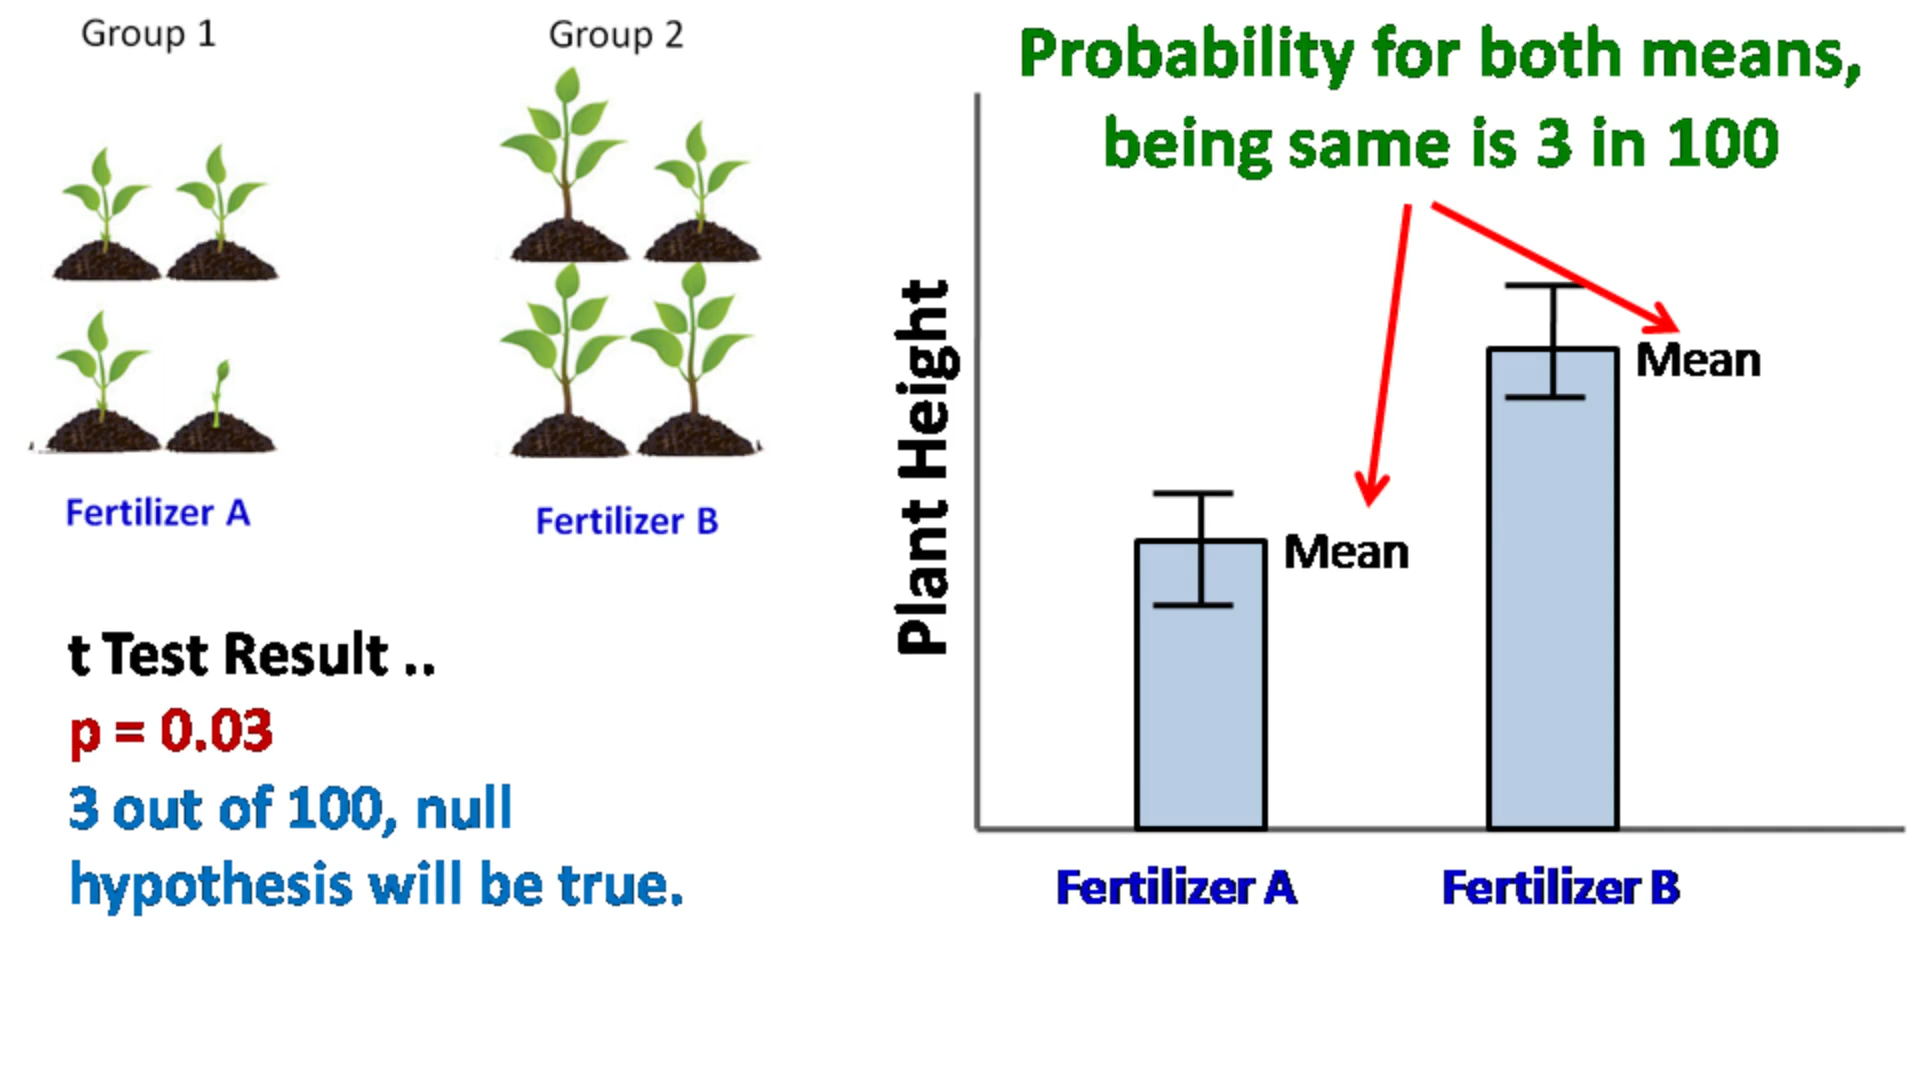 Group 1
Group 2
Fertilizer A
Fertilizer B
t Test Result ..
p = 0.03
3 out of 100, null
hypothesis will be true.
Probability for both means,
being same is 3 in 100
Plant Height
Mean
Mean
Fertilizer A
Fertilizer B